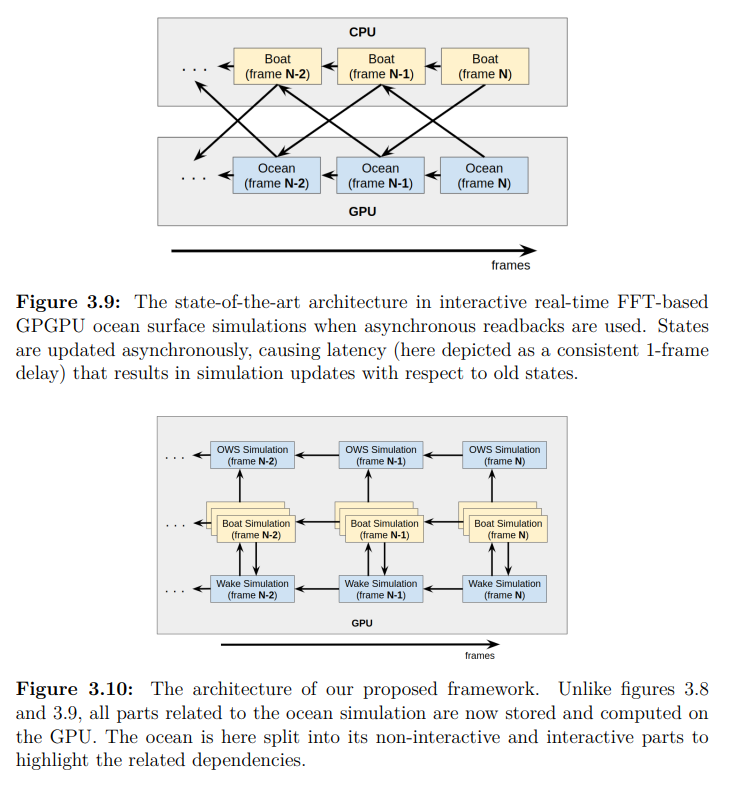 CPU
Boat Boat Boat
(frame N-2) (frame N-1) (frame N)
. . .
Ocean Ocean Ocean
(frame N-2) (frame N-1) (frame N)
. . .
GPU
frames
Figure 3.9: The state-of-the-art architecture in interactive real-time FFT-based
GPGPU ocean surface simulations when asynchronous readbacks are used. States
are updated asynchronously, causing latency (here depicted as a consistent 1-frame
delay) that results in simulation updates with respect to old states.
OWS Simulation OWS Simulation OWS Simulation
. . . (frame N-2) (frame N-1) (frame N)
Boat Simulation Boat Simulation Boat Simulation
. . . (frame N-2) (frame N-1) (frame N)
Wake Simulation Wake Simulation Wake Simulation
. . . (frame N-2) (frame N-1) (frame N)
GPU
frames
Figure 3.10: The architecture of our proposed framework. Unlike figures 3.8
and 3.9, all parts related to the ocean simulation are now stored and computed on
the GPU. The ocean is here split into its non-interactive and interactive parts to
highlight the related dependencies.